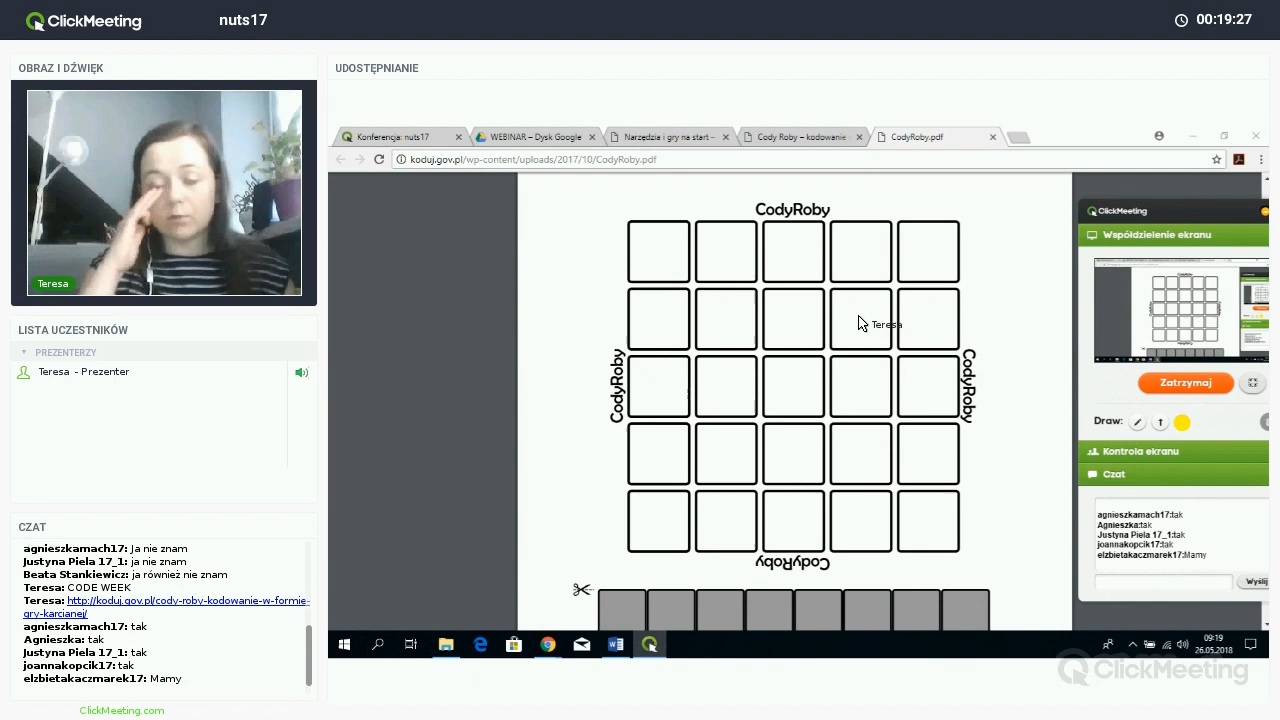 ClickMeeting
nuts17
00:19:27
OBRAZ I DŹWIĘK
Teresa
LISTA UCZESTNIKÓW
PREZENTERZY
Teresa - Prezenter
CZAT
agnieszkamach17: Ja nie znam
Justyna Piela 17_1: ja nie znam
Beata Stankiewicz: ja również nie znam
Teresa: CODE WEEK
Teresa: http://koduj.gov.pl/cody-roby-kodowanie-w-formie-
gry-karcianej/
agnieszkamach17: tak
Agnieszka: tak
Justyna Piela 17_1: tak
joannakopcik17: tak
elzbietakaczmarek17: Mamy
ClickMeeting.com
UDOSTĘPNIANIE
Konferencja: nuts17
WEBINAR – Dysk Google
Narzędzia i gry na start –
Cody Roby – kodowanie
CodyRoby.pdf
koduj.gov.pl/wp-content/uploads/2017/10/CodyRoby.pdf
CodyRoby
Teresa
CodyRoby
CodyRoby
CodyRoby
ClickMeeting
Współdzielenie ekranu
Zatrzymaj
Draw:
Kontrola ekranu
Czat
agnieszkamach17:tak
Agnieszka:tak
Justyna Piela 17_1:tak
joannakopcik17:tak
elzbietakaczmarek17:Mamy
Wyślij
09:19
26.05.2018
ClickMeeting